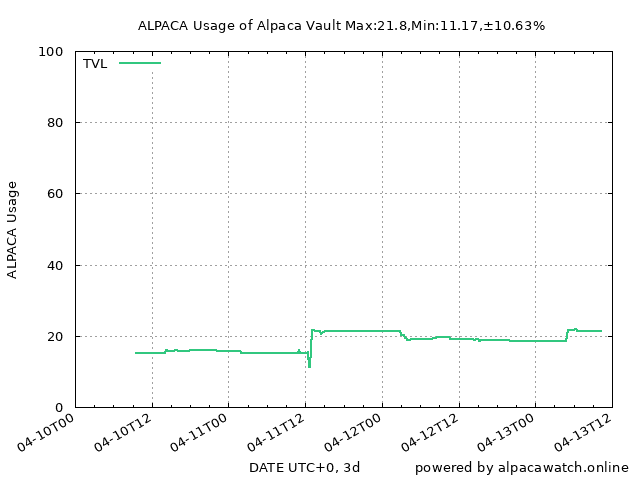 ALPACA Usage of Alpaca Vault Max:21.8,Min:11.17,±10.63%
100
TVL
80
60
ALPACA Usage
40
20
0
04-10T00
04-10T12
04-11T00
04-11T12
04-12T00
04-12T12
04-13T00
04-13T12
DATE UTC+0, 3d
powered by alpacawatch.online